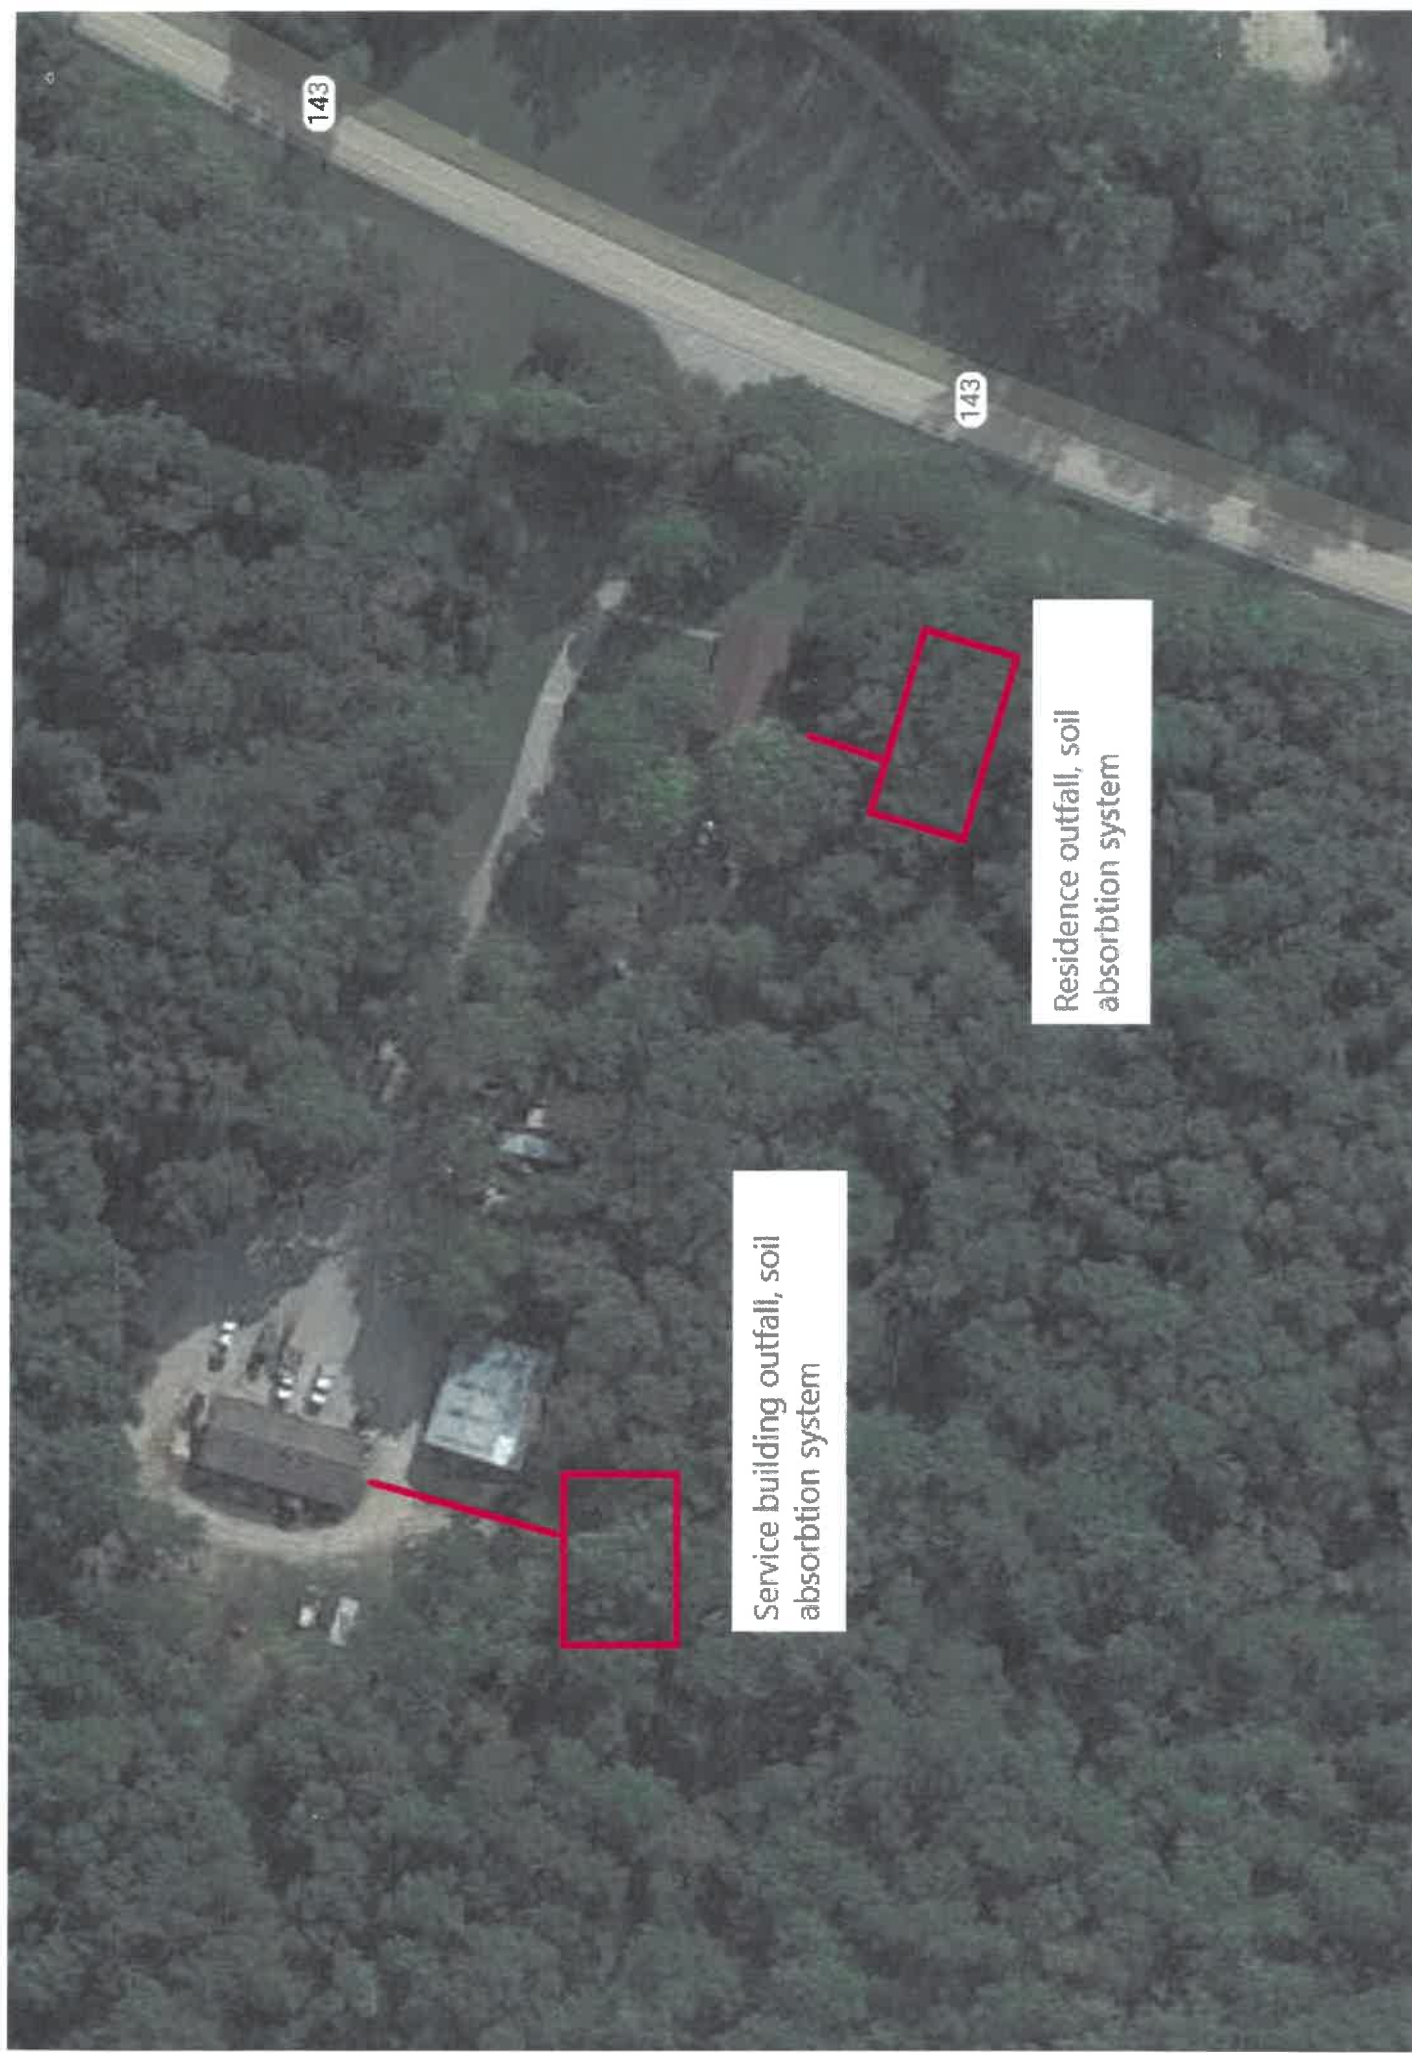 143
143
Residence outfall, soil
absorbtion system
Service building outfall, soil
absorbtion system